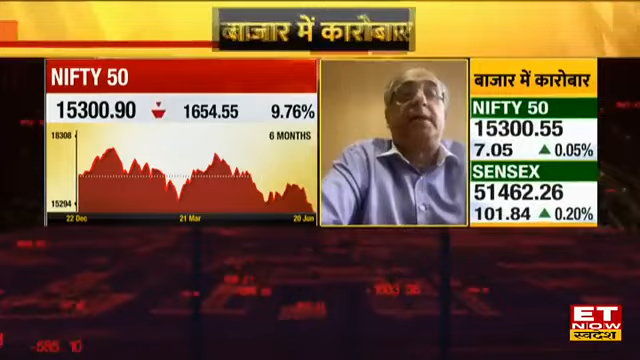 बाजार में कारोबार
NIFTY 50
15300.90 1654.55 9.76%
18308
6 MONTHS
15294
22 Dec 21 Mar 20 Jun
बाजार में कारोबार
NIFTY 50
15300.55
7.05 0.05%
SENSEX
51462.26
101.84 0.20%
ET
NOW
स्वदेश